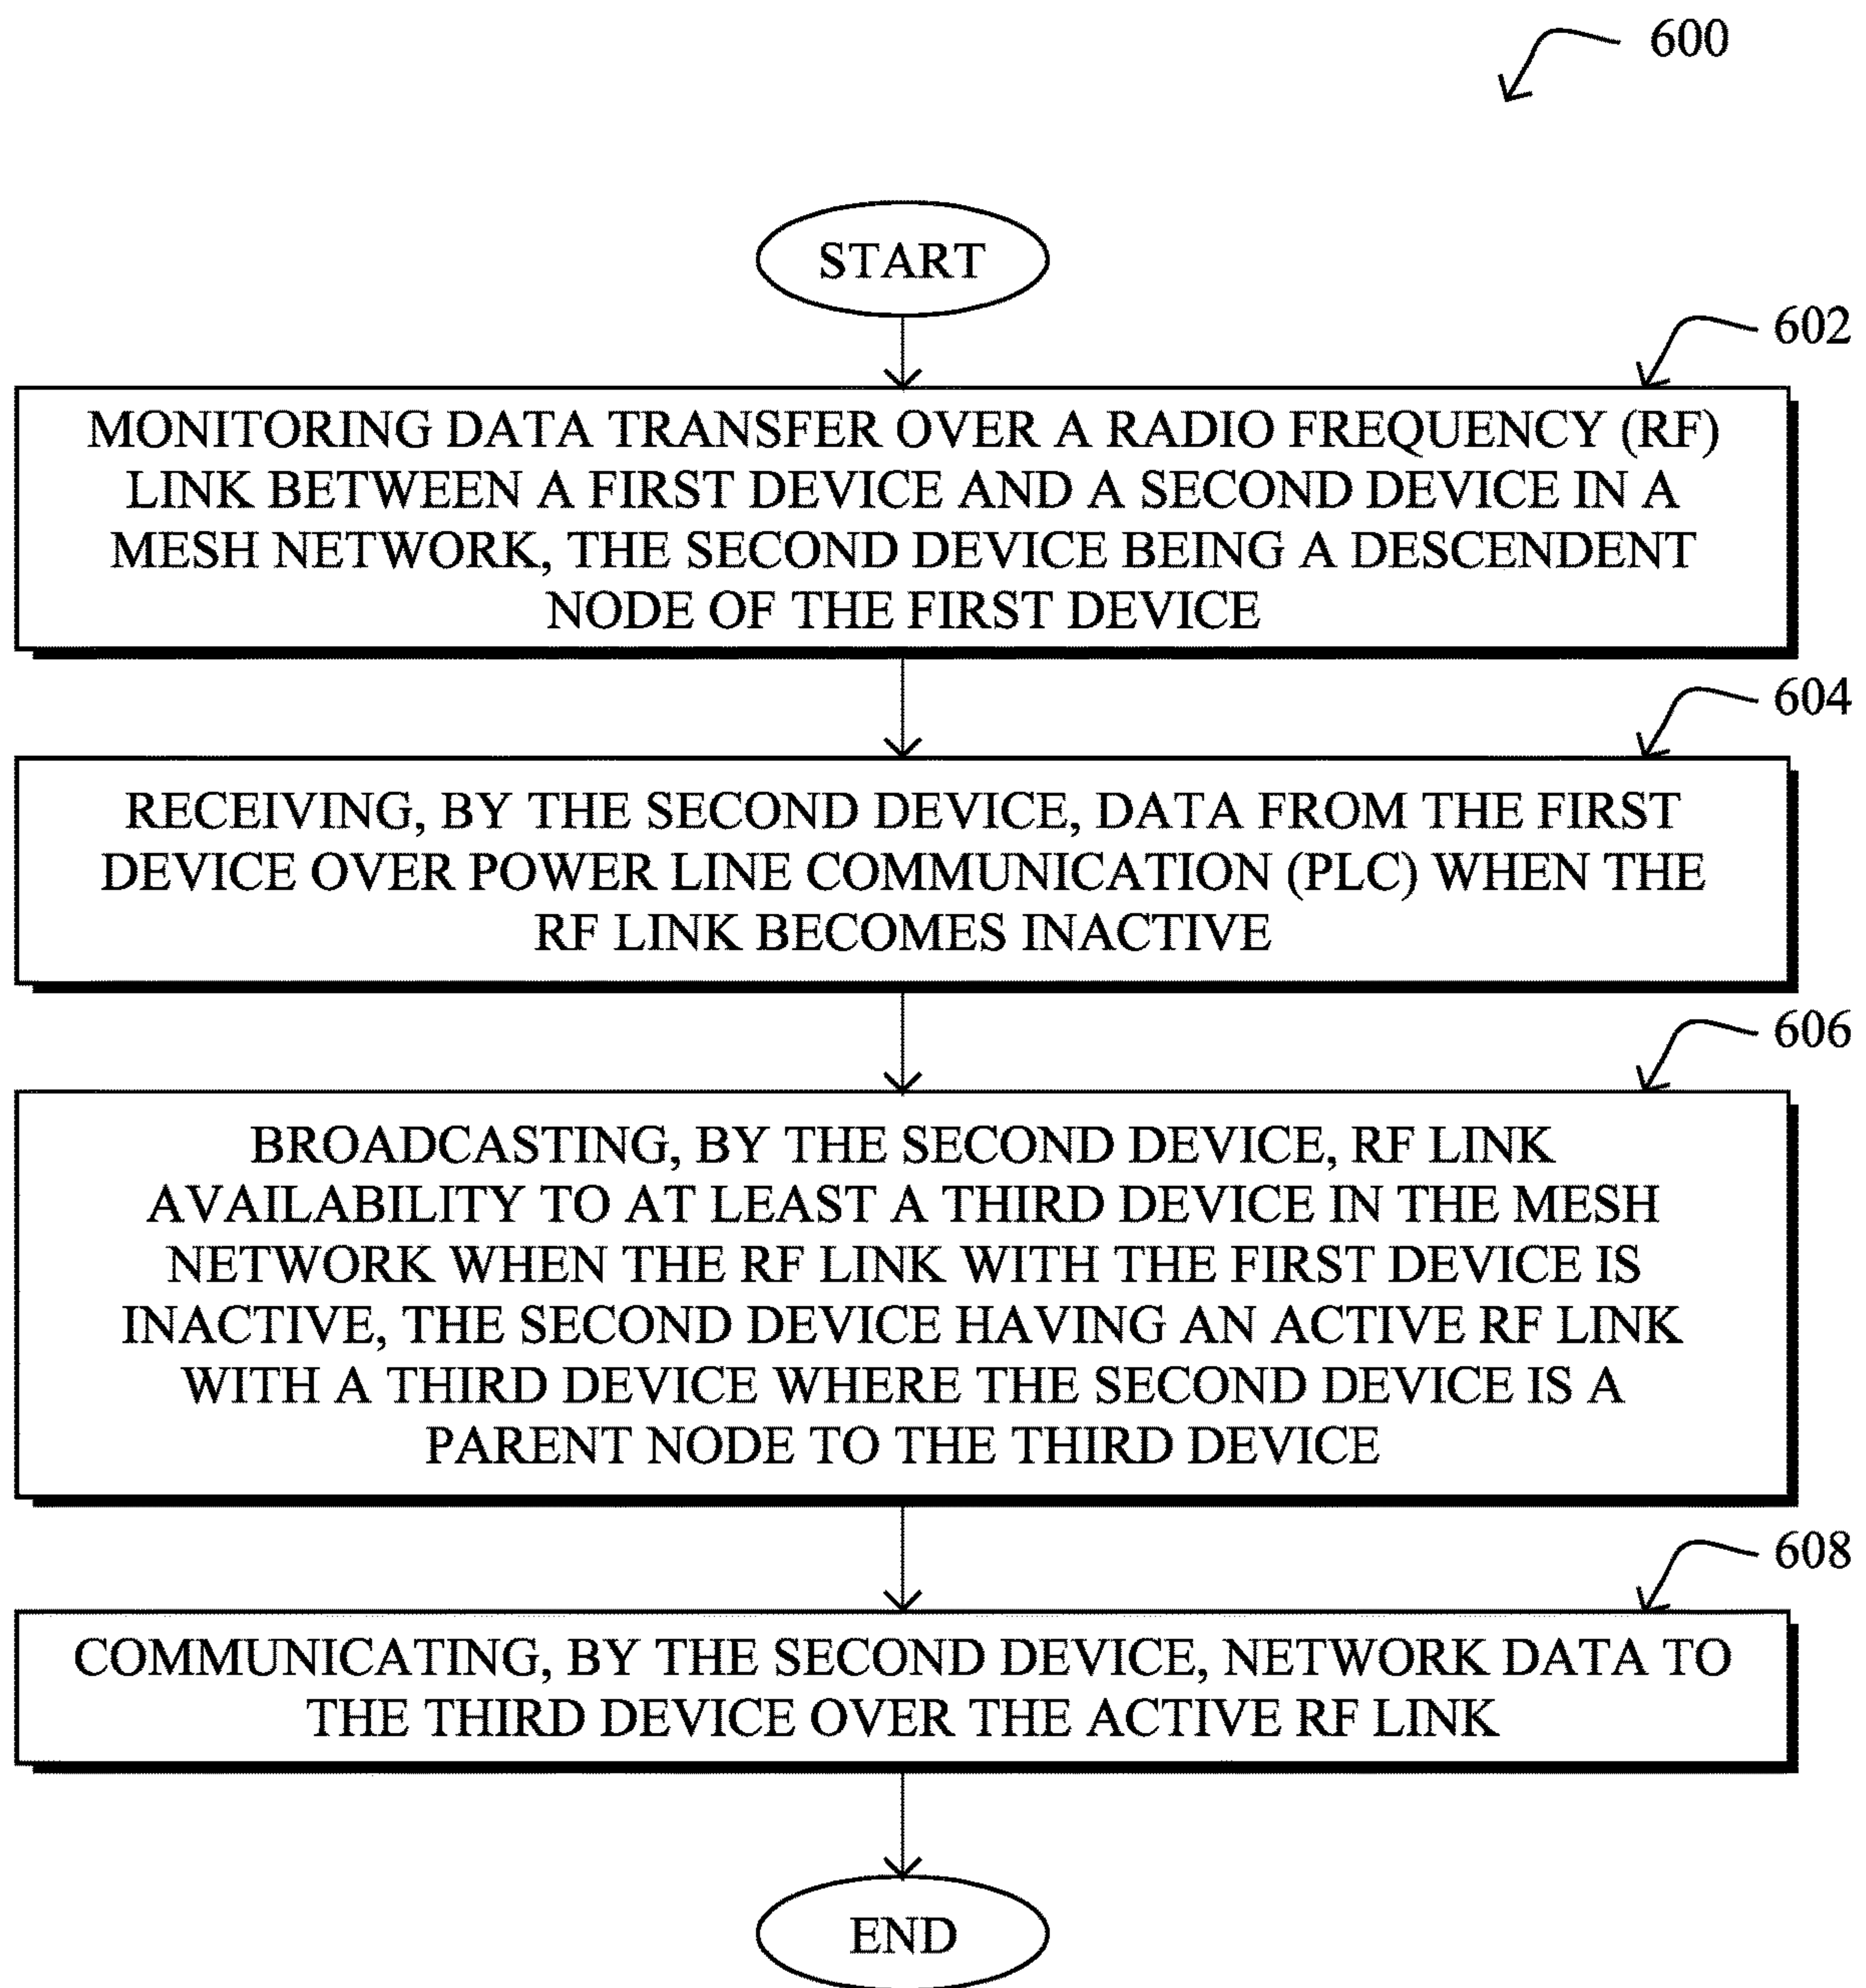 600
START
602
MONITORING DATA TRANSFER OVER A RADIO FREQUENCY (RF)
LINK BETWEEN A FIRST DEVICE AND A SECOND DEVICE IN A
MESH NETWORK, THE SECOND DEVICE BEING A DESCENDENT
NODE OF THE FIRST DEVICE
604
RECEIVING, BY THE SECOND DEVICE, DATA FROM THE FIRST
DEVICE OVER POWER LINE COMMUNICATION (PLC) WHEN THE
RF LINK BECOMES INACTIVE
606
BROADCASTING, BY THE SECOND DEVICE, RF LINK
AVAILABILITY TO AT LEAST A THIRD DEVICE IN THE MESH
NETWORK WHEN THE RF LINK WITH THE FIRST DEVICE IS
INACTIVE, THE SECOND DEVICE HAVING AN ACTIVE RF LINK
WITH A THIRD DEVICE WHERE THE SECOND DEVICE IS A
PARENT NODE TO THE THIRD DEVICE
608
COMMUNICATING, BY THE SECOND DEVICE, NETWORK DATA TO
THE THIRD DEVICE OVER THE ACTIVE RF LINK
END